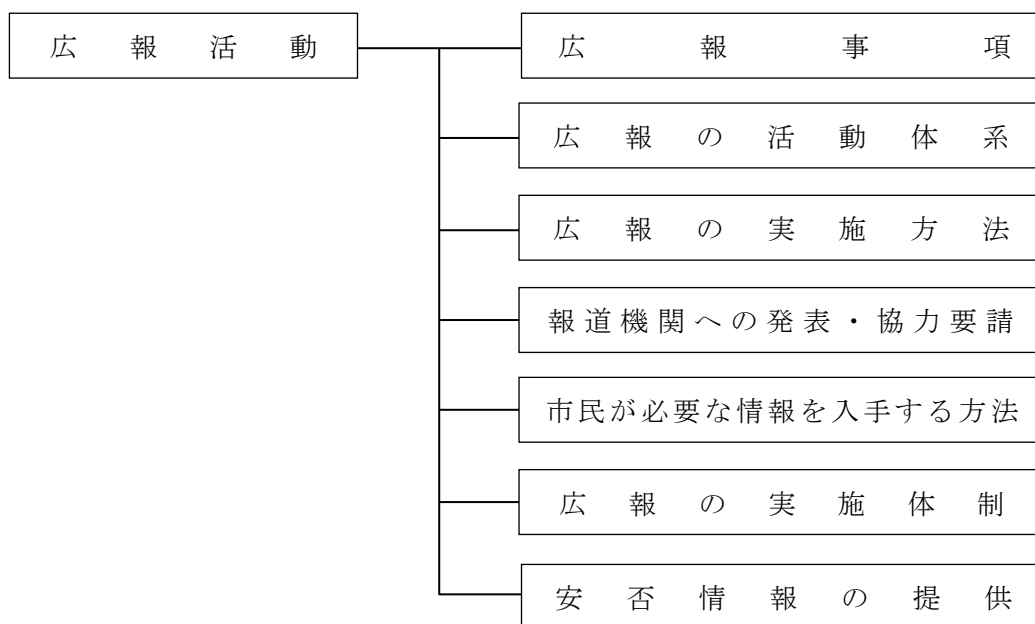 広報活動
広報事項
広報の活動体系
広報の実施方法
報道機関への発表・協力要請
市民が必要な情報を入手する方法
広報の実施体制
安否情報の提供